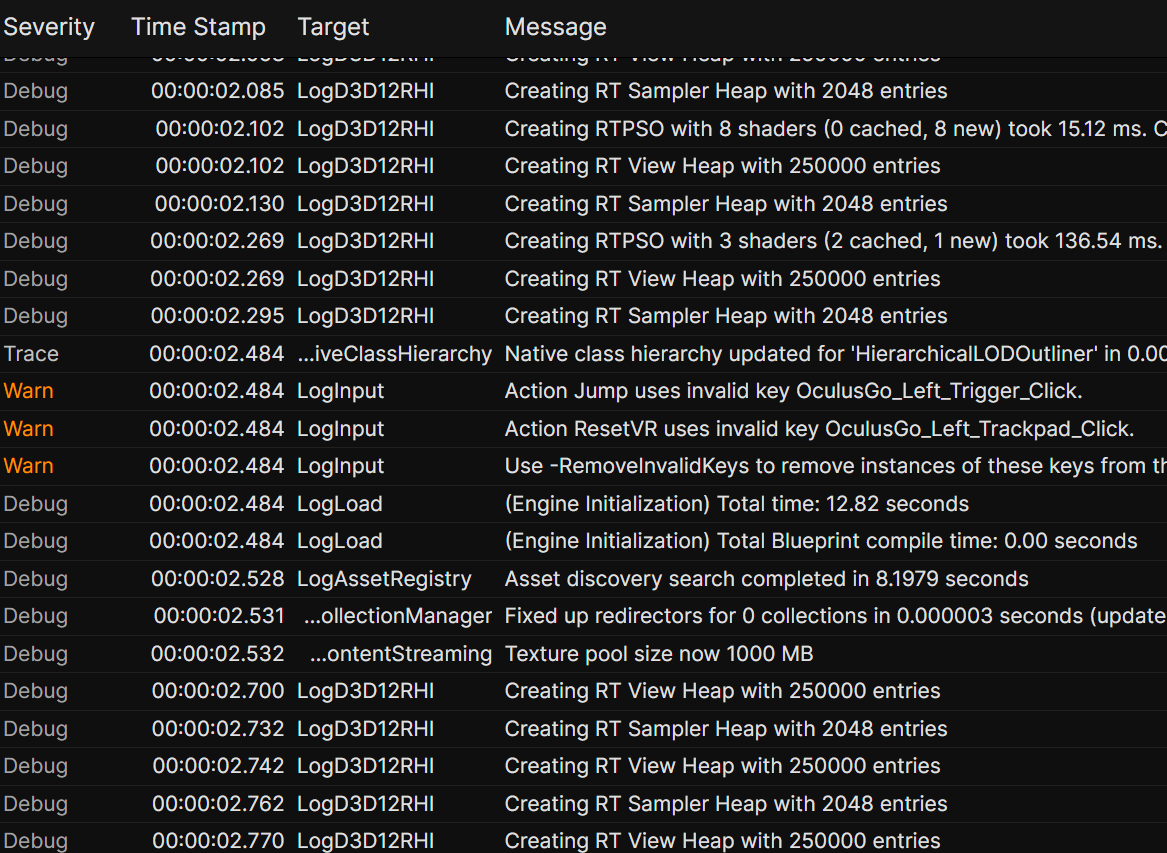 Severity Time Stamp Target Message
Debug LogD3D12RHI Creating RT View Heap with 250000 entries
Debug 00:00:02.085 LogD3D12RHI Creating RT Sampler Heap with 2048 entries
Debug 00:00:02.102 LogD3D12RHI Creating RTPSO with 8 shaders (0 cached, 8 new) took 15.12 ms. C
Debug 00:00:02.102 LogD3D12RHI Creating RT View Heap with 250000 entries
Debug 00:00:02.130 LogD3D12RHI Creating RT Sampler Heap with 2048 entries
Debug 00:00:02.269 LogD3D12RHI Creating RTPSO with 3 shaders (2 cached, 1 new) took 136.54 ms.
Debug 00:00:02.269 LogD3D12RHI Creating RT View Heap with 250000 entries
Debug 00:00:02.295 LogD3D12RHI Creating RT Sampler Heap with 2048 entries
Trace 00:00:02.484 ...iveClassHierarchy Native class hierarchy updated for 'HierarchicalLODOutliner' in 0.00
Warn 00:00:02.484 LogInput Action Jump uses invalid key OculusGo_Left_Trigger_Click.
Warn 00:00:02.484 LogInput Action ResetVR uses invalid key OculusGo_Left_Trackpad_Click.
Warn 00:00:02.484 LogInput Use -RemoveInvalidKeys to remove instances of these keys from th
Debug 00:00:02.484 LogLoad (Engine Initialization) Total time: 12.82 seconds
Debug 00:00:02.484 LogLoad (Engine Initialization) Total Blueprint compile time: 0.00 seconds
Debug 00:00:02.528 LogAssetRegistry Asset discovery search completed in 8.1979 seconds
Debug 00:00:02.531 ...ollectionManager Fixed up redirectors for 0 collections in 0.000003 seconds (update
Debug 00:00:02.532 ...ontentStreaming Texture pool size now 1000 MB
Debug 00:00:02.700 LogD3D12RHI Creating RT View Heap with 250000 entries
Debug 00:00:02.732 LogD3D12RHI Creating RT Sampler Heap with 2048 entries
Debug 00:00:02.742 LogD3D12RHI Creating RT View Heap with 250000 entries
Debug 00:00:02.762 LogD3D12RHI Creating RT Sampler Heap with 2048 entries
Debug 00:00:02.770 LogD3D12RHI Creating RT View Heap with 250000 entries